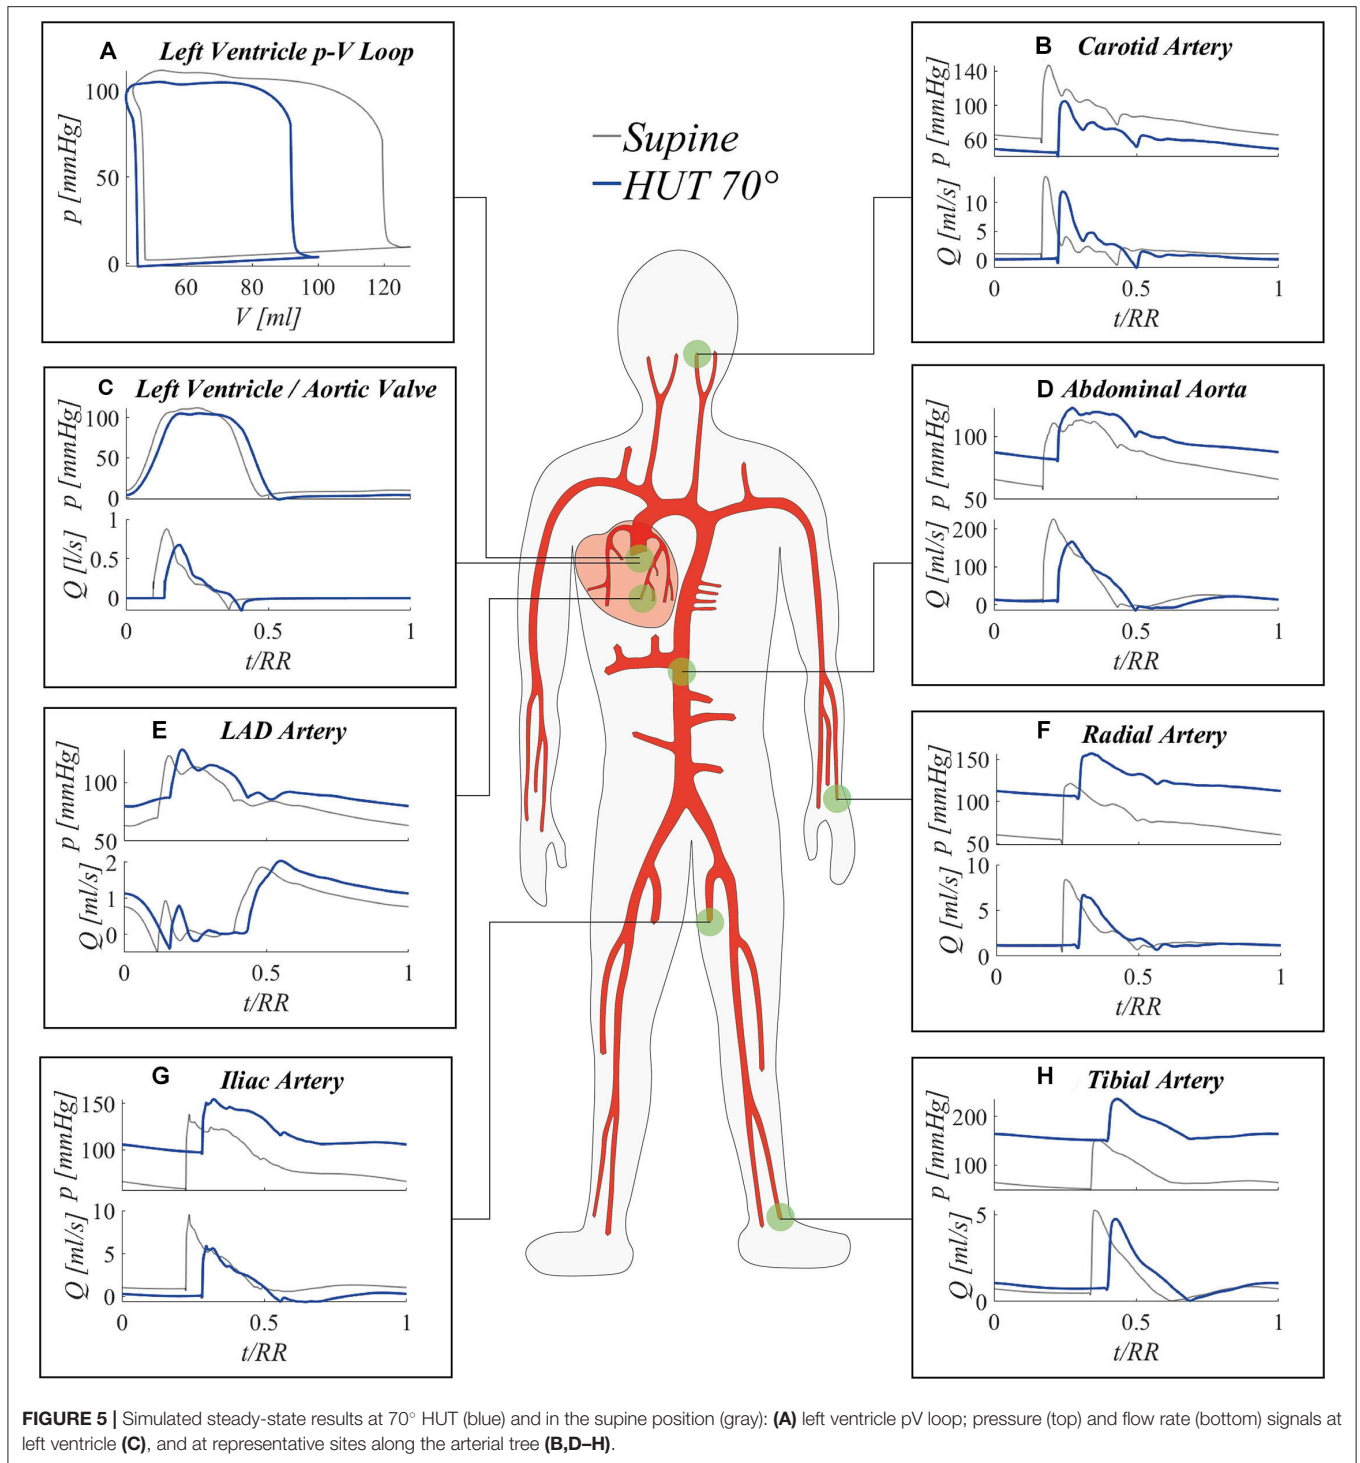 A Left Ventricle p-V Loop
p [mmHg]
100
50
0
60 80 100 120
V [ml]
Supine
HUT 70°
B Carotid Artery
p [mmHg]
140
100
60
Q [ml/s]
10
5
0
0 0.5 1
t/RR
C Left Ventricle / Aortic Valve
p [mmHg]
100
50
0
Q [l/s]
1
0.5
0
0 0.5 1
t/RR
D Abdominal Aorta
p [mmHg]
100
50
Q [ml/s]
200
100
0
0 0.5 1
t/RR
E LAD Artery
p [mmHg]
100
50
Q [ml/s]
2
1
0
0 0.5 1
t/RR
F Radial Artery
p [mmHg]
150
100
50
Q [ml/s]
10
5
0
0 0.5 1
t/RR
G Iliac Artery
p [mmHg]
150
100
Q [ml/s]
10
5
0
0 0.5 1
t/RR
H Tibial Artery
p [mmHg]
200
100
Q [ml/s]
5
0
0 0.5 1
t/RR
FIGURE 5 | Simulated steady-state results at 70° HUT (blue) and in the supine position (gray): (A) left ventricle pV loop; pressure (top) and flow rate (bottom) signals at
left ventricle (C), and at representative sites along the arterial tree (B,D–H).